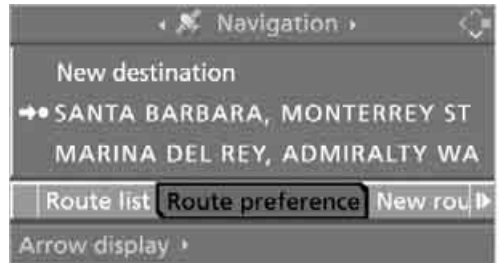 Navigation
New destination
SANTA BARBARA, MONTERREY ST
MARINA DEL REY, ADMIRALTY WA
Route list Route preference New rou
Arrow display